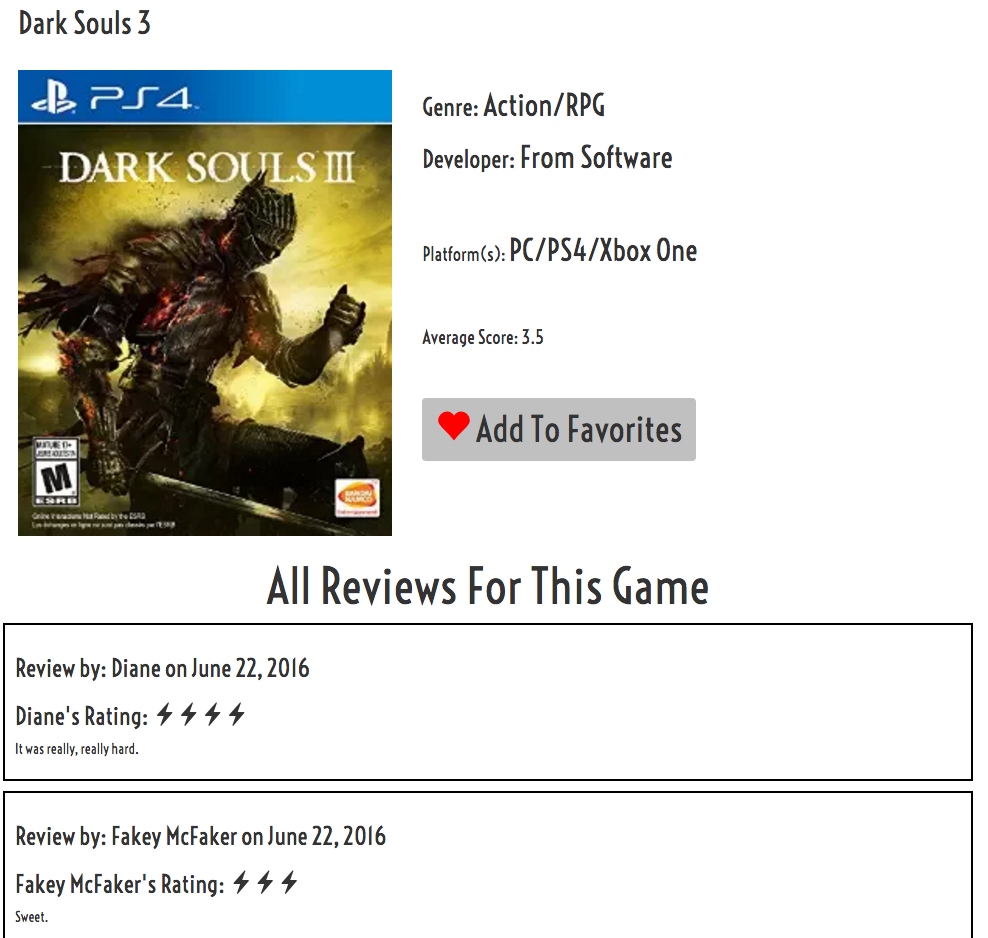 Dark Souls 3
PS4
DARK SOULS III
MATURE 17+
M
ESRB
BANDAI
NAMCO
Genre: Action/RPG
Developer: From Software
Platform(s): PC/PS4/Xbox One
Average Score: 3.5
Add To Favorites
All Reviews For This Game
Review by: Diane on June 22, 2016
Diane's Rating:
It was really, really hard.
Review by: Fakey McFaker on June 22, 2016
Fakey McFaker's Rating:
Sweet.